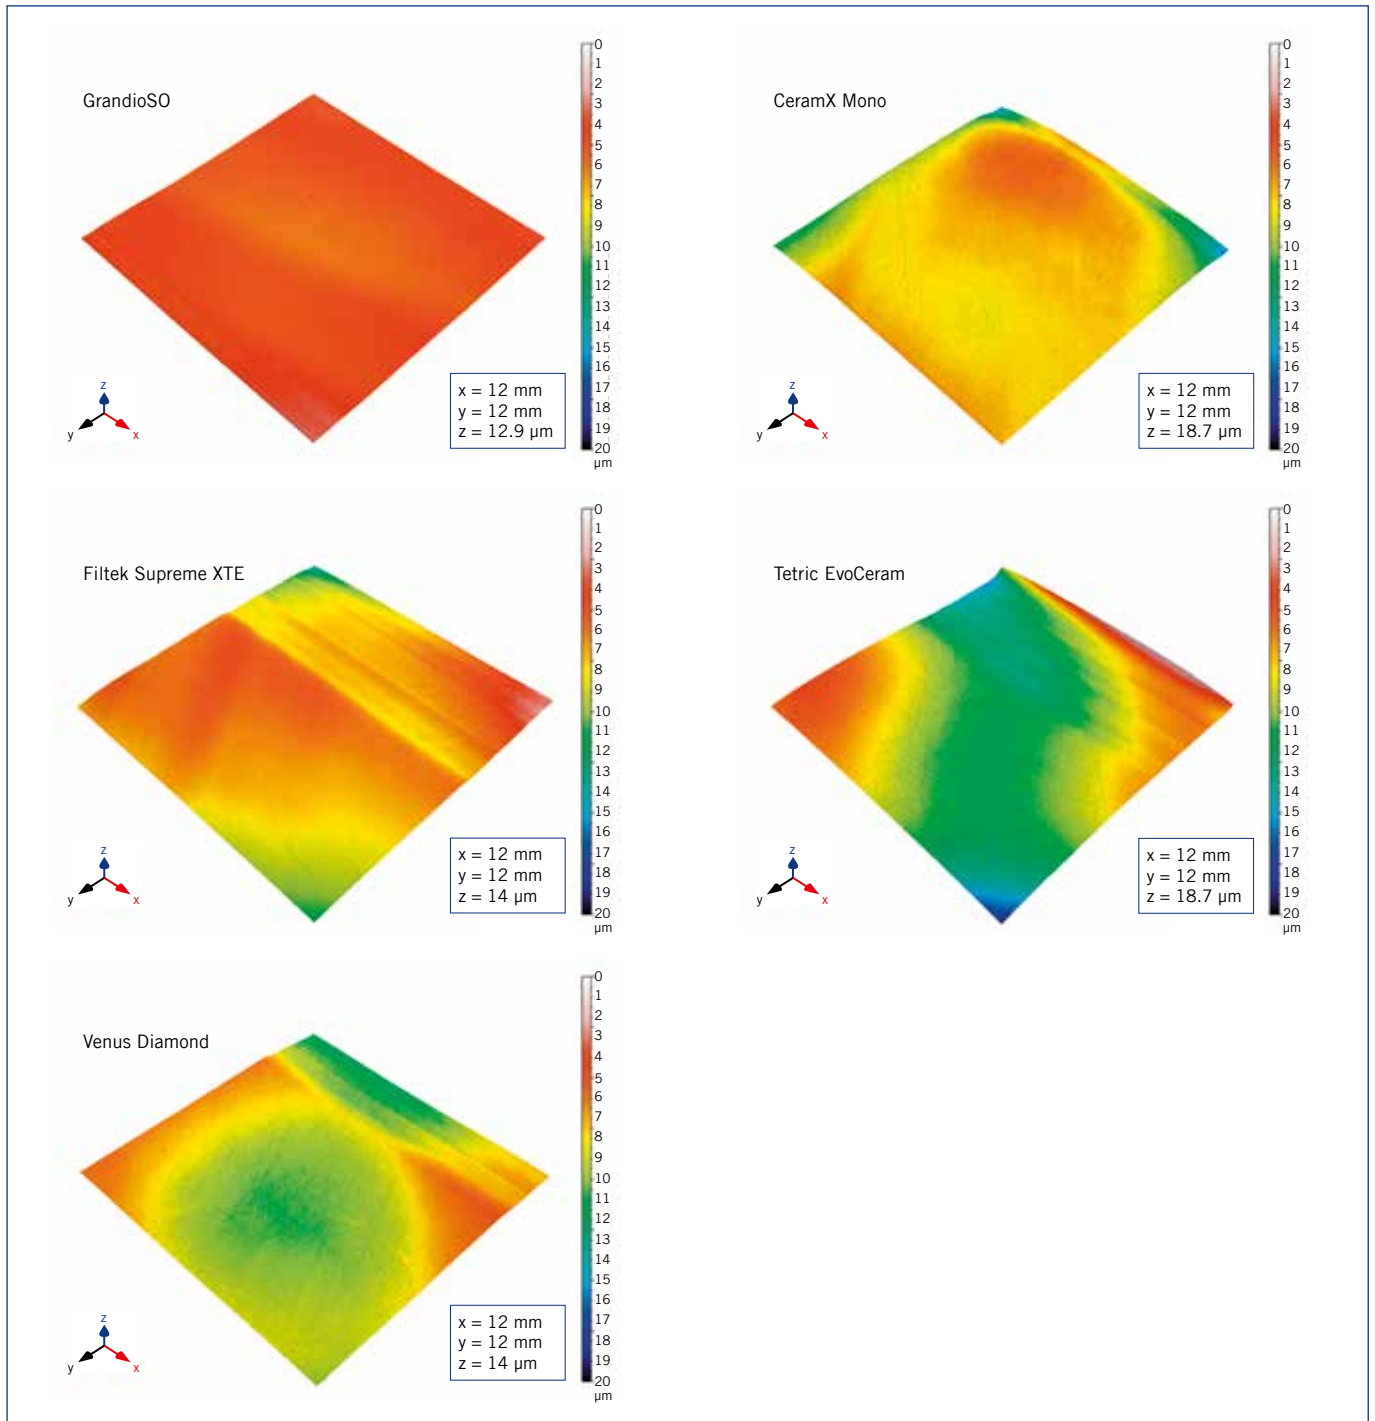 GrandioSO
0
1
2
3
4
5
6
7
8
9
10
11
12
13
14
15
16
17
18
19
20
µm
z
y
x
x = 12 mm
y = 12 mm
z = 12.9 µm
CeramX Mono
0
1
2
3
4
5
6
7
8
9
10
11
12
13
14
15
16
17
18
19
20
µm
z
y
x
x = 12 mm
y = 12 mm
z = 18.7 µm
Filtek Supreme XTE
0
1
2
3
4
5
6
7
8
9
10
11
12
13
14
15
16
17
18
19
20
µm
z
y
x
x = 12 mm
y = 12 mm
z = 14 µm
Tetric EvoCeram
0
1
2
3
4
5
6
7
8
9
10
11
12
13
14
15
16
17
18
19
20
µm
z
y
x
x = 12 mm
y = 12 mm
z = 18.7 µm
Venus Diamond
0
1
2
3
4
5
6
7
8
9
10
11
12
13
14
15
16
17
18
19
20
µm
z
y
x
x = 12 mm
y = 12 mm
z = 14 µm